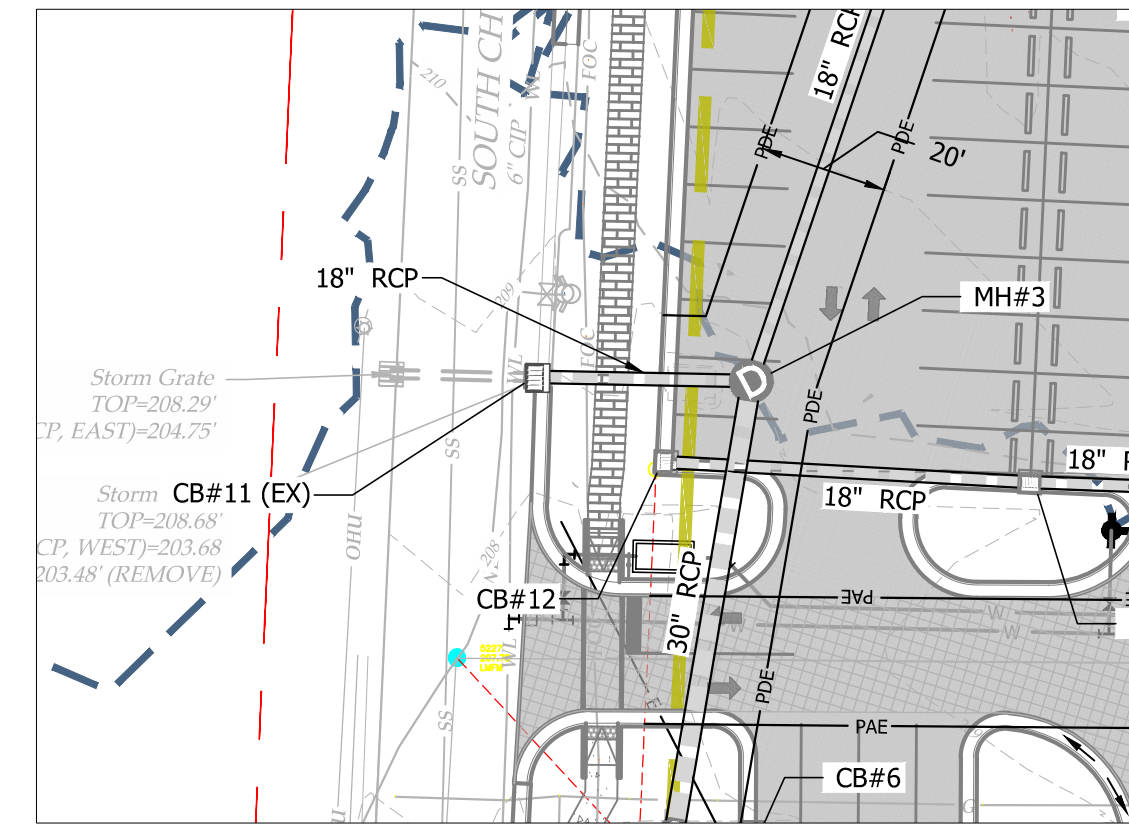 18" RCP
SOUTH CH
6" CIP
WL
FOC
SS
210
PDE
PDE
20'
18" RCP
209
MH#3
WL
FOC
D
Storm Grate
TOP=208.29'
CP, EAST)=204.75'
PDE
SS
18"
18" RCP
CB#11 (EX)
Storm
TOP=208.68'
CP, WEST)=203.68
203.48' (REMOVE)
OHU
208
30" RCP
CB#12
PAE
W
W
W
WL
PDE
SS
PAE
CB#6
G